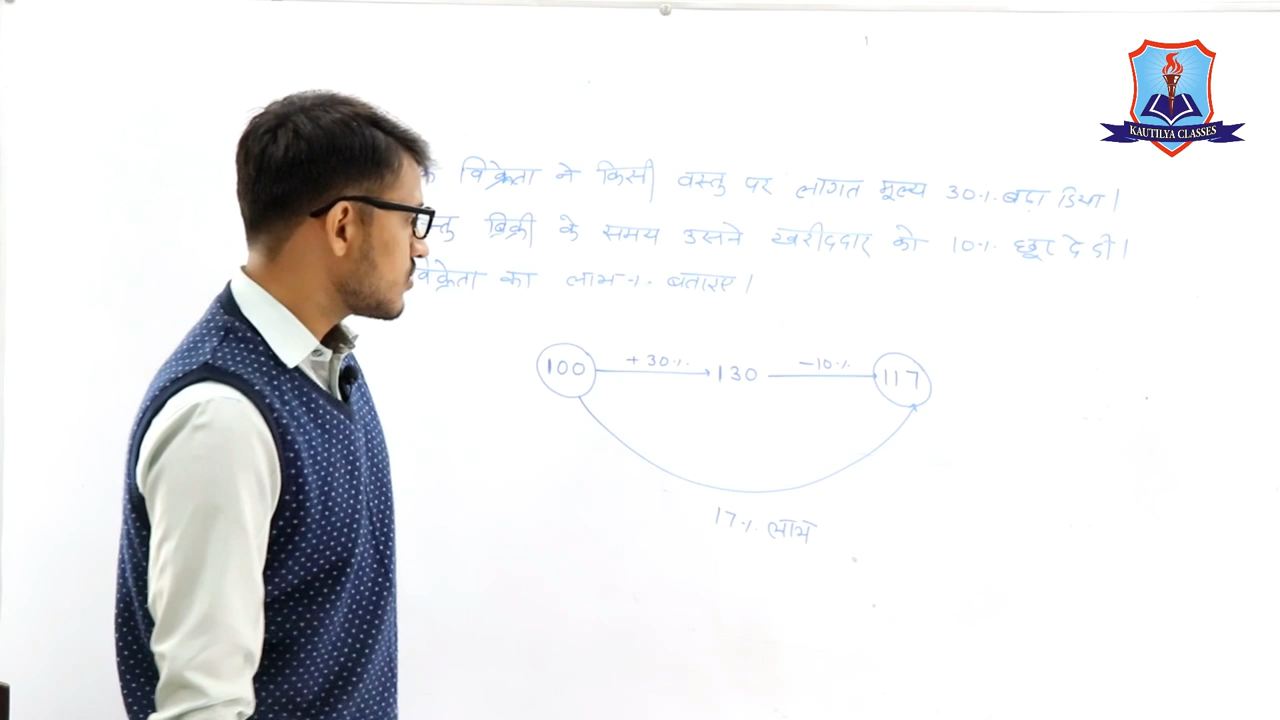 KAUTILYA CLASSES
विक्रेता ने किसी वस्तु पर लागत मूल्य 30% बढ़ा दिया।
बिक्री के समय उसने खरीददार को 10% छूट दे दी।
विक्रेता का लाभ% बताइए।
100 +30% 130 -10% 117
17% लाभ